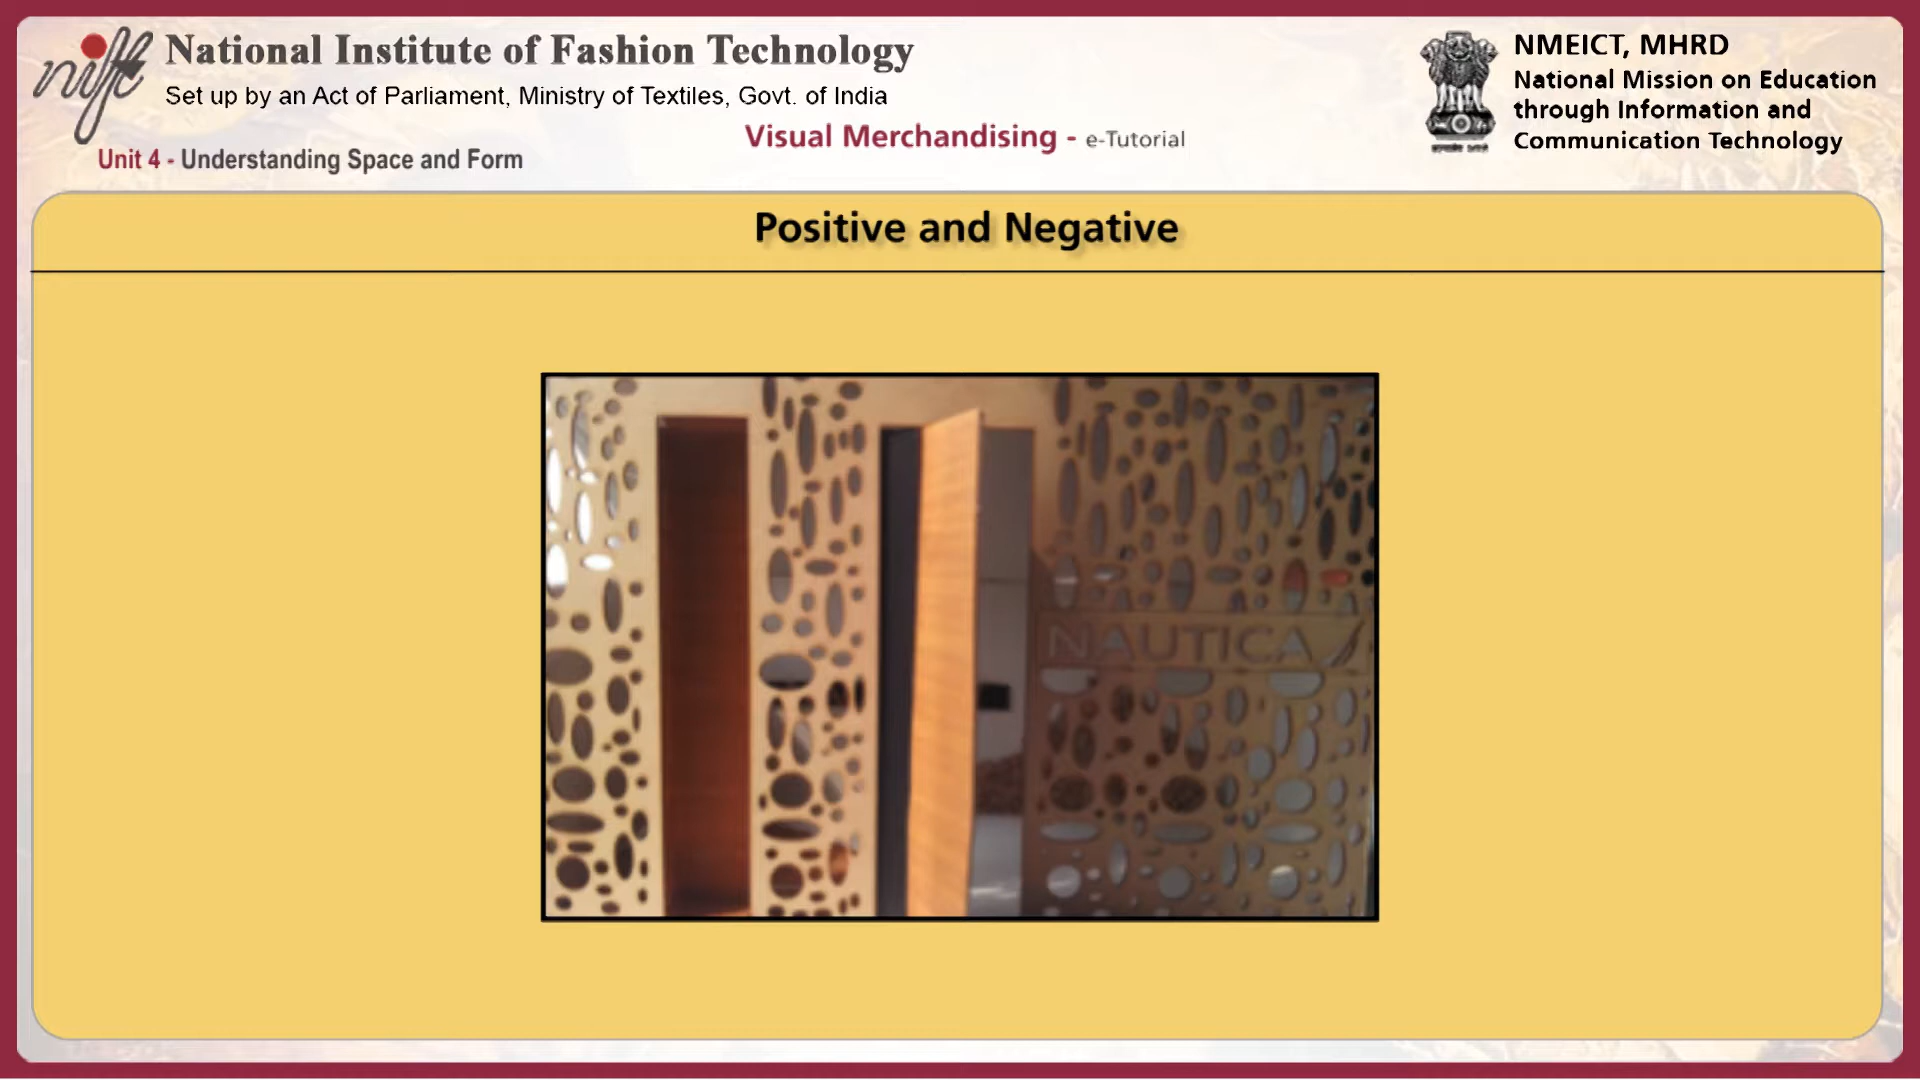 nift
National Institute of Fashion Technology
Set up by an Act of Parliament, Ministry of Textiles, Govt. of India
Visual Merchandising - e-Tutorial
Unit 4 - Understanding Space and Form
NMEICT, MHRD
National Mission on Education
through Information and
Communication Technology
Positive and Negative
NAUTICA